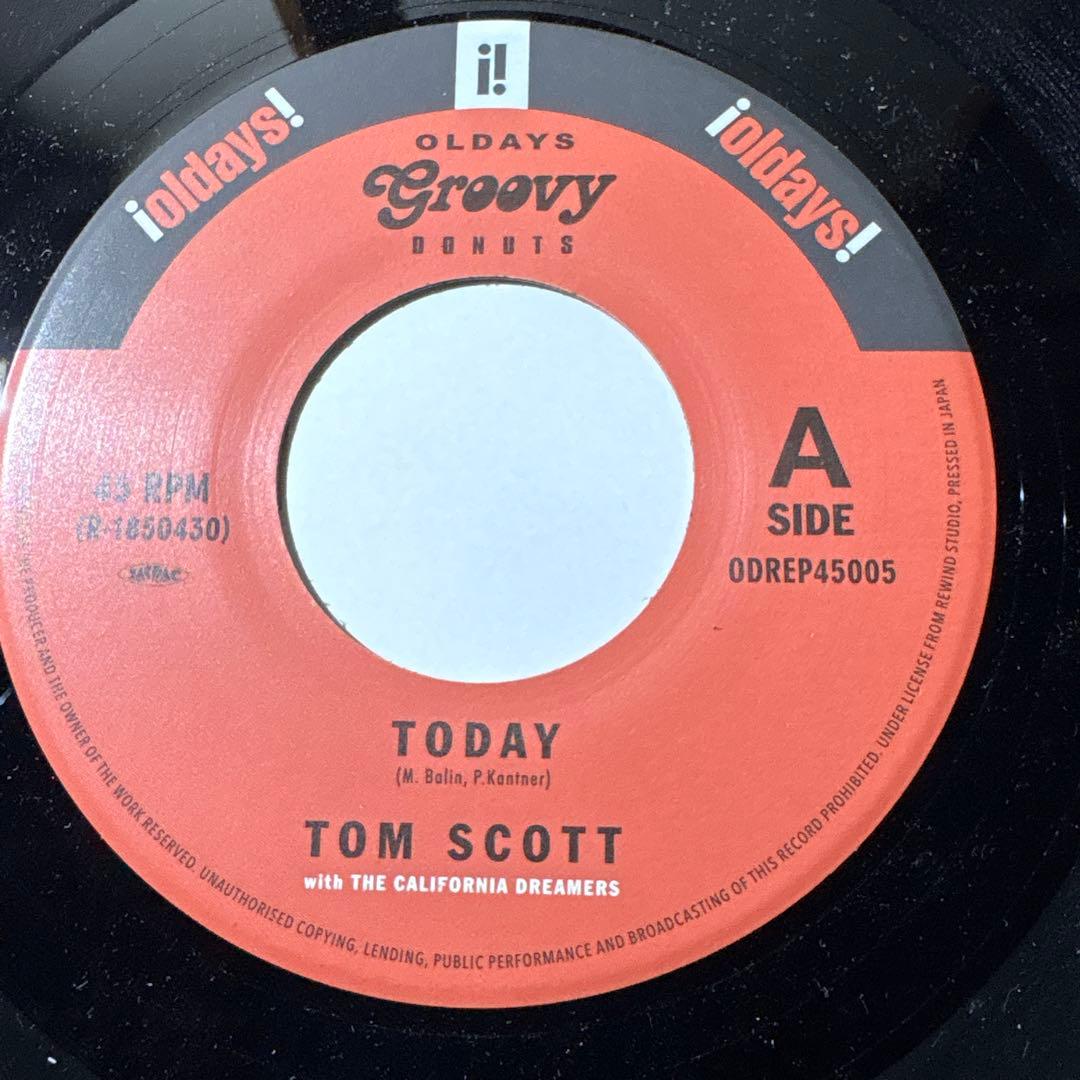 i!
¡oldays!
¡oldays!
OLDAYS
Groovy
DONUTS
45 RPM
(R-1850430)
A
SIDE
ODREP45005
TODAY
(M. Balin, P.Kantner)
TOM SCOTT
with THE CALIFORNIA DREAMERS
THE PRODUCER AND THE OWNER OF THE WORK RESERVED. UNAUTHORISED COPYING, LENDING, PUBLIC PERFORMANCE AND BROADCASTING OF THIS RECORD PROHIBITED. UNDER LICENSE FROM REWIND STUDIO, PRESSED IN JAPAN